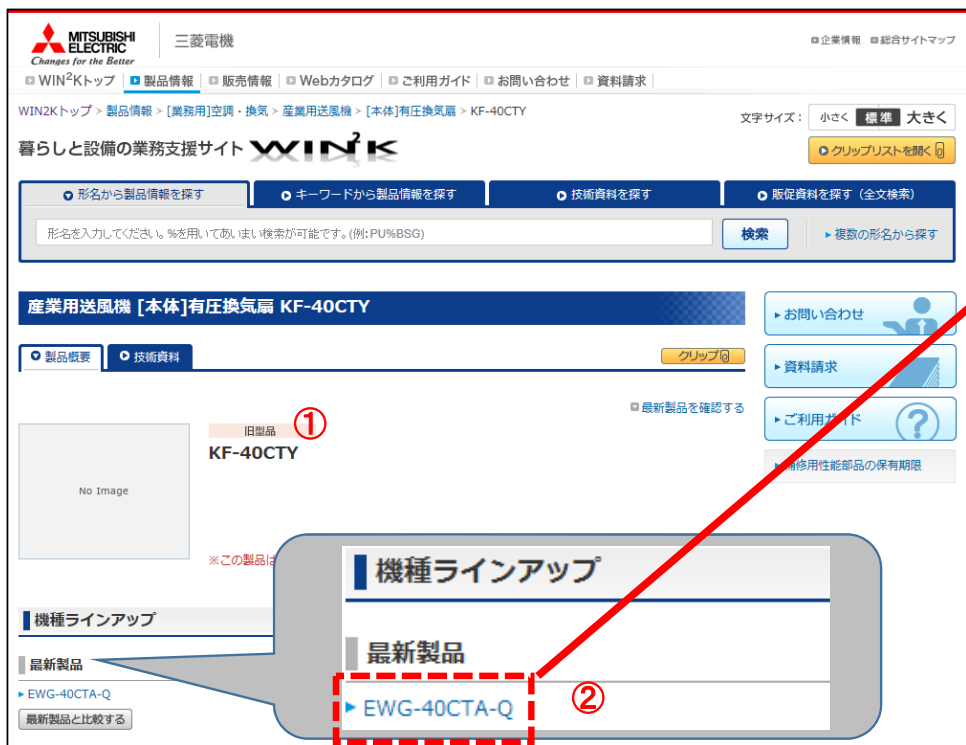 MITSUBISHI
ELECTRIC
Changes for the Better
三菱電機
企業情報 総合サイトマップ
WIN2Kトップ 製品情報 販売情報 Webカタログ ご利用ガイド お問い合わせ 資料請求
WIN2Kトップ > 製品情報 > [業務用]空調・換気 > 産業用送風機 > [本体]有圧換気扇 > KF-40CTY
文字サイズ： 小さく 標準 大きく
暮らしと設備の業務支援サイト WIN2K
クリップリストを開く
形名から製品情報を探す キーワードから製品情報を探す 技術資料を探す 販促資料を探す（全文検索）
形名を入力してください。%を用いてあいまい検索が可能です。(例:PU%BSG) 検索 複数の形名から探す
産業用送風機 [本体]有圧換気扇 KF-40CTY
お問い合わせ
製品概要 技術資料 クリップ
資料請求
最新製品を確認する
ご利用ガイド
旧型品 ①
KF-40CTY
補修用性能部品の保有期限
No Image
※この製品は
機種ラインアップ
最新製品
EWG-40CTA-Q
最新製品と比較する
機種ラインアップ
最新製品
EWG-40CTA-Q ②